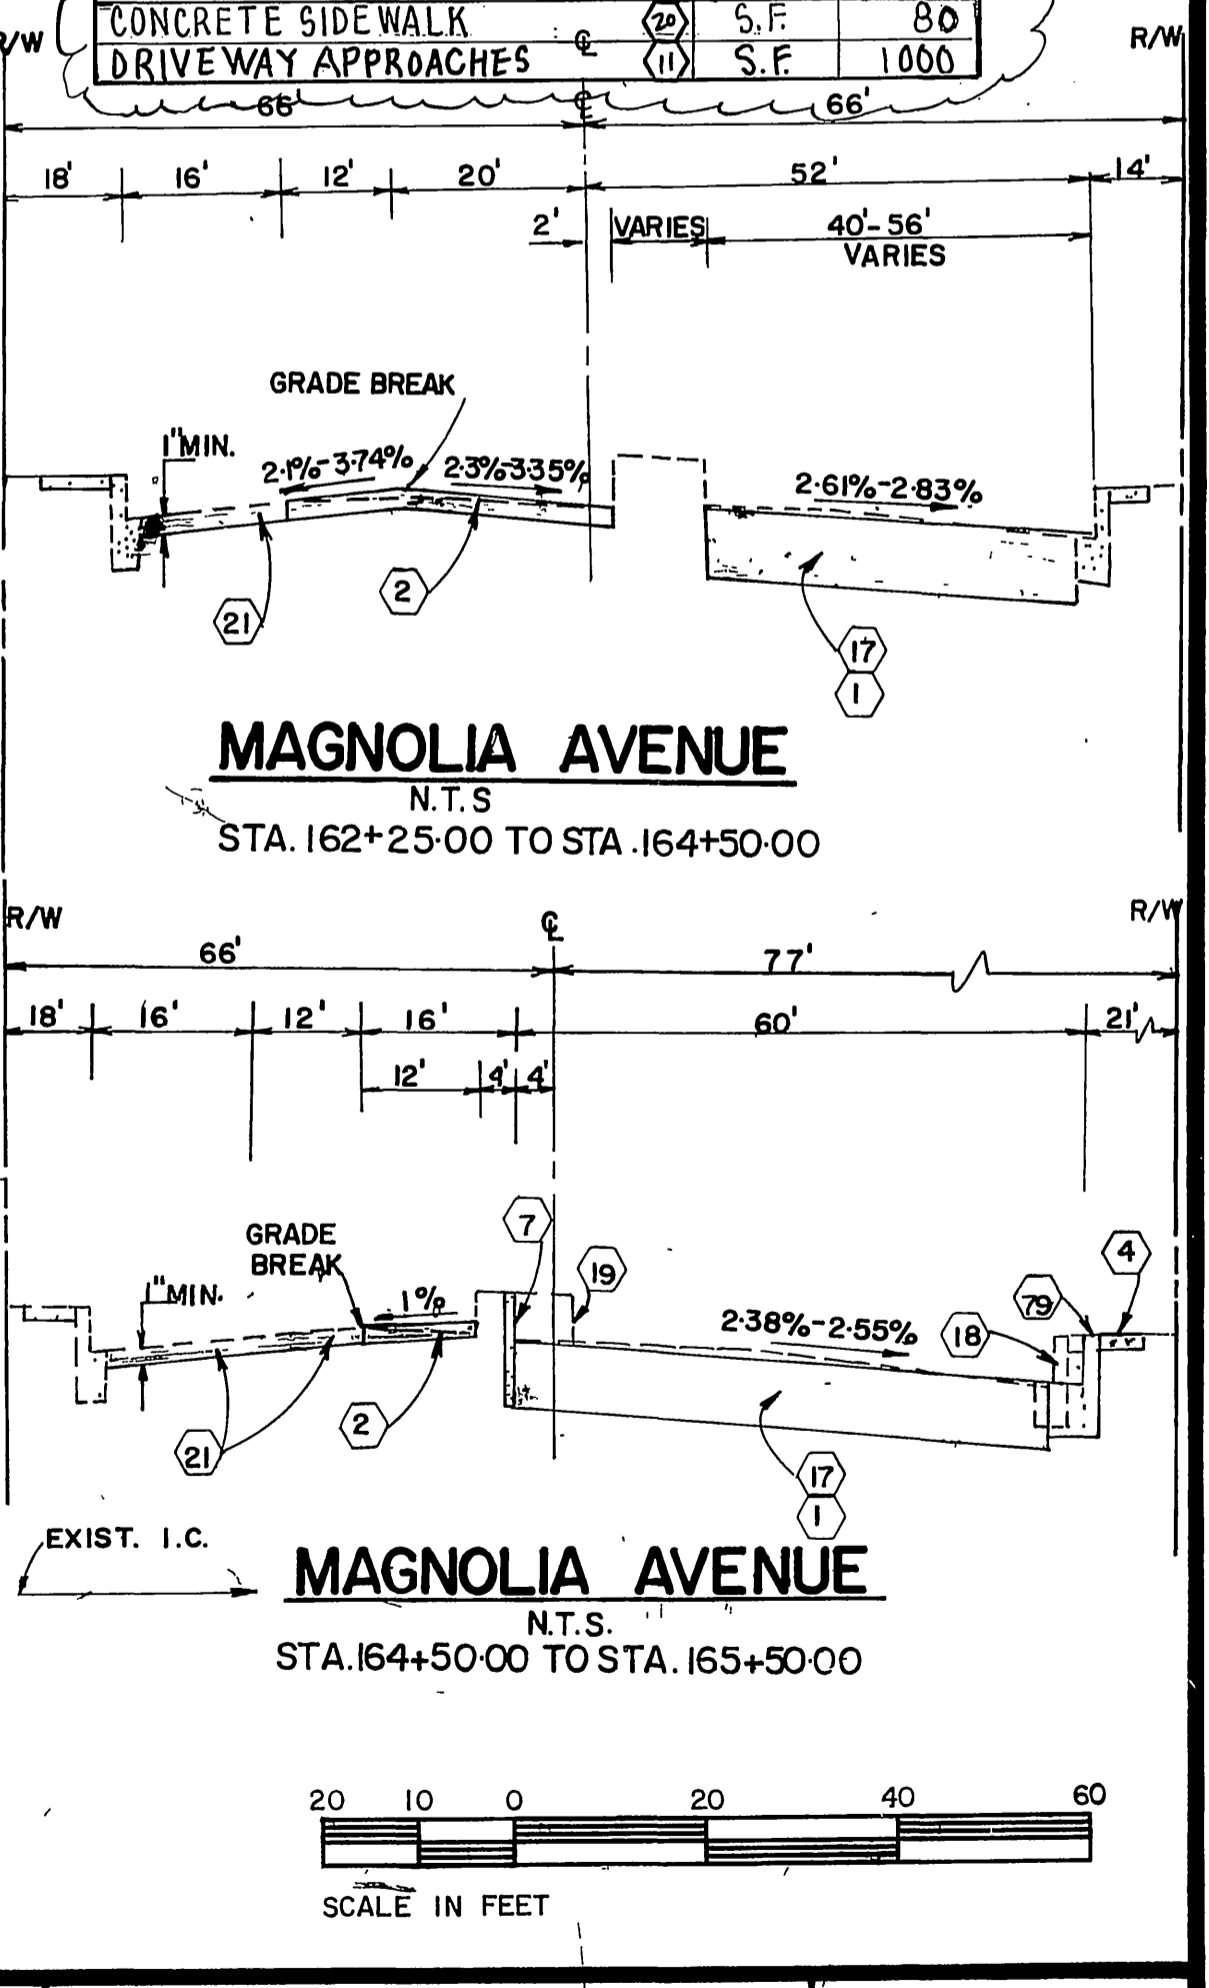 CONCRETE SIDEWALK 20 S.F. 80
DRIVEWAY APPROACHES 11 S.F. 1000
R/W ℄ R/W
66' ℄ 66'
18' 16' 12' 20' 52' 14'
2' VARIES 40'-56'
VARIES
GRADE BREAK
1" MIN.
2.1%-3.74% 2.3%-3.35% 2.61%-2.83%
21 2 17
1
MAGNOLIA AVENUE
N.T.S
STA. 162+25.00 TO STA. 164+50.00
R/W ℄ R/W
66' 77'
18' 16' 12' 16' 60' 21'
12' 4' 4'
7
GRADE
BREAK
19 4
1" MIN. 1% 79
2.38%-2.55% 18
21 2 17
1
EXIST. I.C.
MAGNOLIA AVENUE
N.T.S.
STA. 164+50.00 TO STA. 165+50.00
20 10 0 20 40 60
SCALE IN FEET